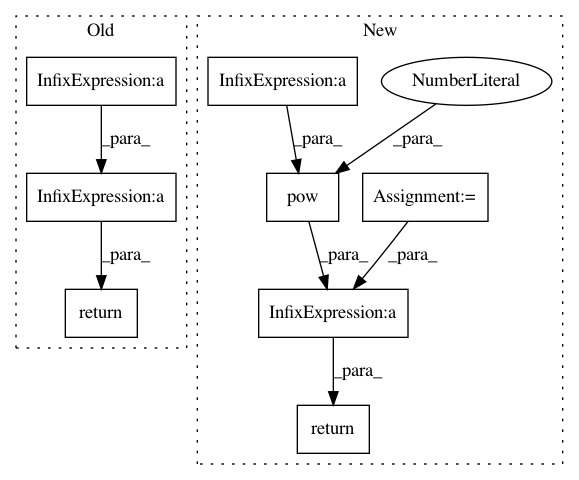 Old
New
InfixExpression:a
InfixExpression:a
NumberLiteral
_para_
_para_
_para_
InfixExpression:a
pow
Assignment:=
_para_
_para_
_para_
return
InfixExpression:a
_para_
return